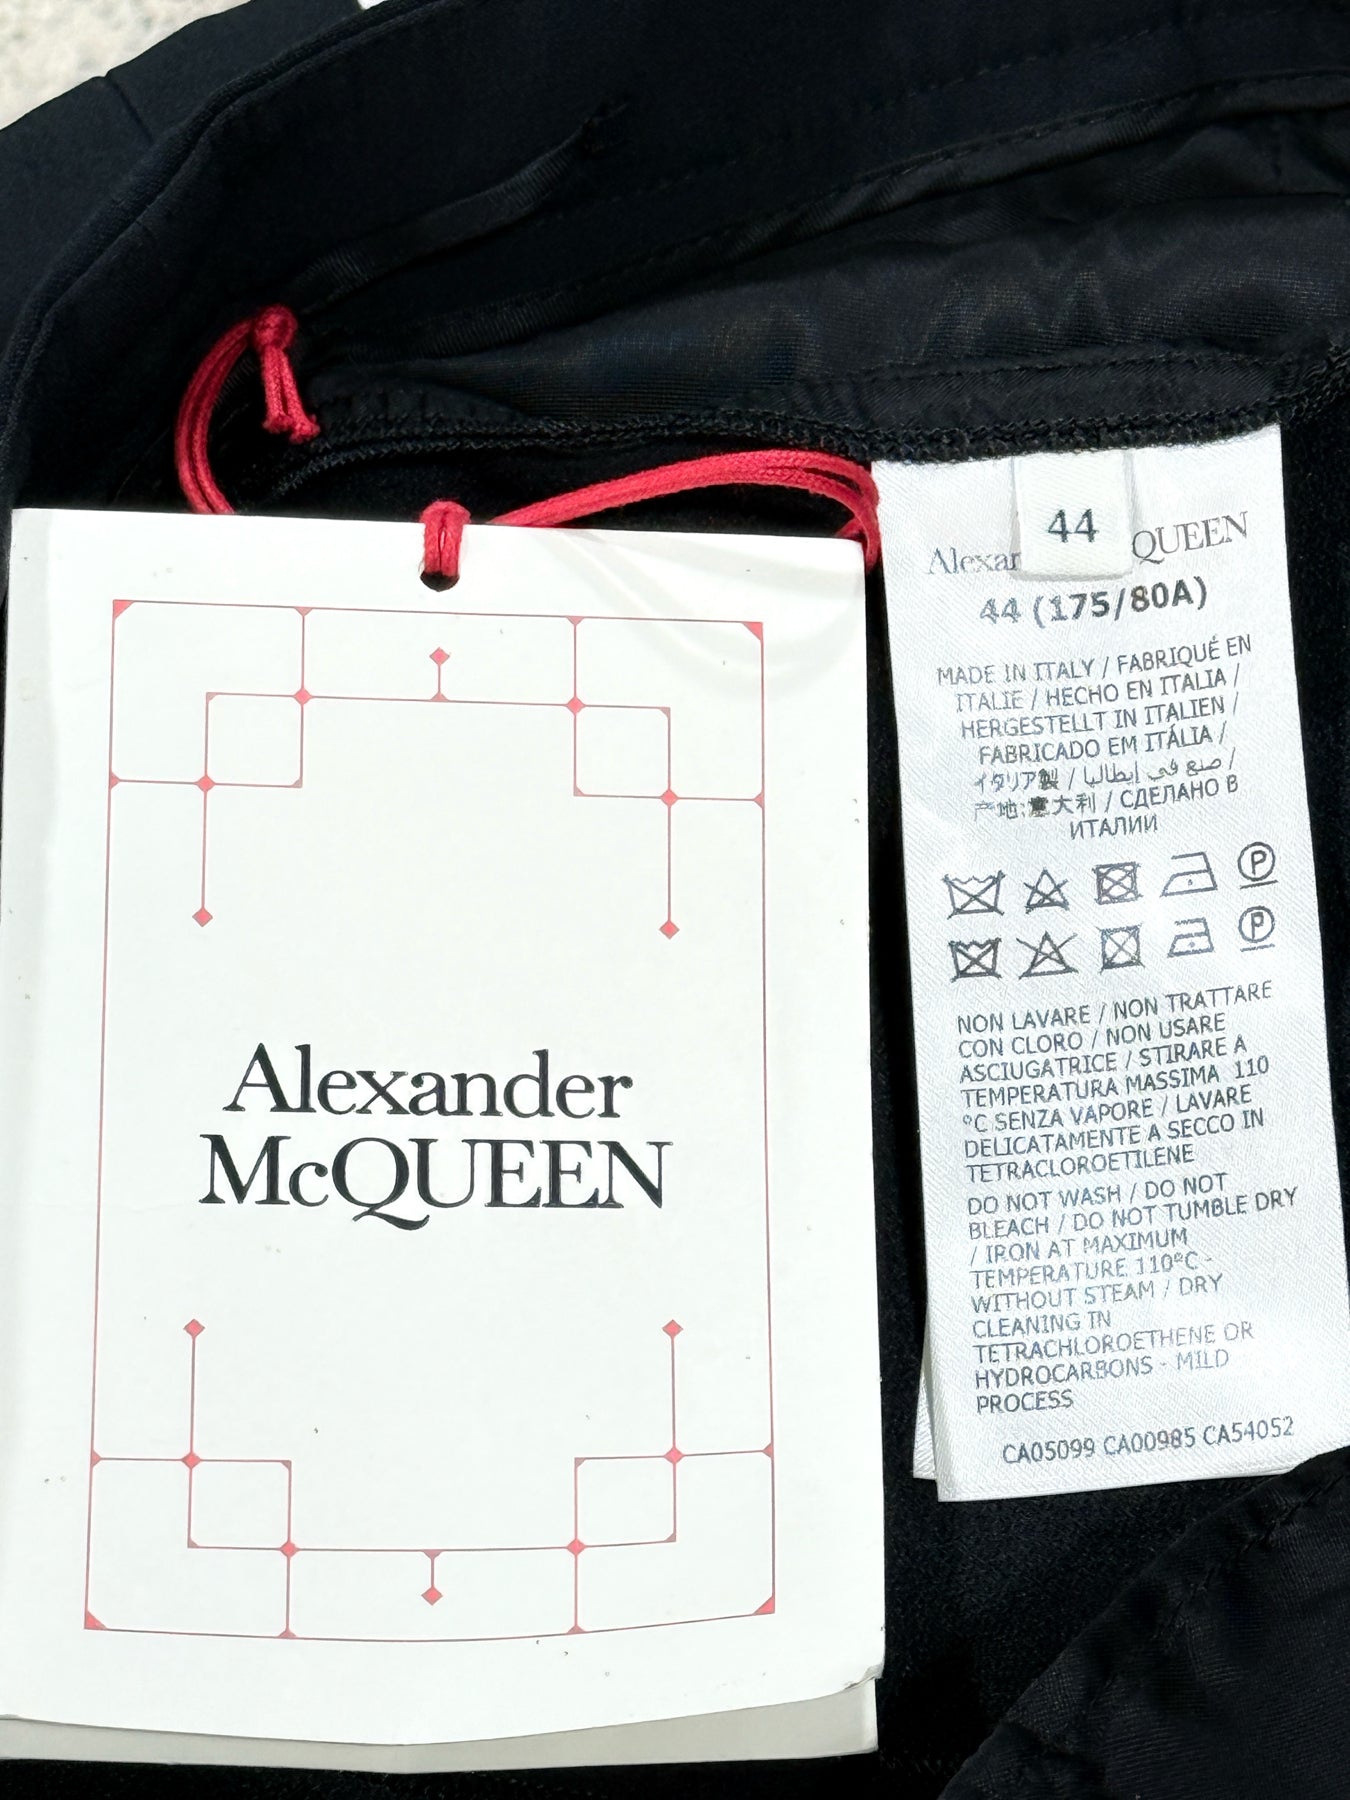 Alexander
McQUEEN
44
Alexar QUEEN
44 (175/80A)
MADE IN ITALY / FABRIQUÉ EN
ITALIE / HECHO EN ITALIA /
HERGESTELLT IN ITALIEN /
FABRICADO EM ITÁLIA /
イタリア製 / صنع في إيطاليا /
产地:意大利 / СДЕЛАНО В
ИТАЛИИ
P
P
NON LAVARE / NON TRATTARE
CON CLORO / NON USARE
ASCIUGATRICE / STIRARE A
TEMPERATURA MASSIMA 110
°C SENZA VAPORE / LAVARE
DELICATAMENTE A SECCO IN
TETRACLOROETILENE
DO NOT WASH / DO NOT
BLEACH / DO NOT TUMBLE DRY
/ IRON AT MAXIMUM
TEMPERATURE 110°C -
WITHOUT STEAM / DRY
CLEANING IN
TETRACHLOROETHENE OR
HYDROCARBONS - MILD
PROCESS
CA05099 CA00985 CA54052